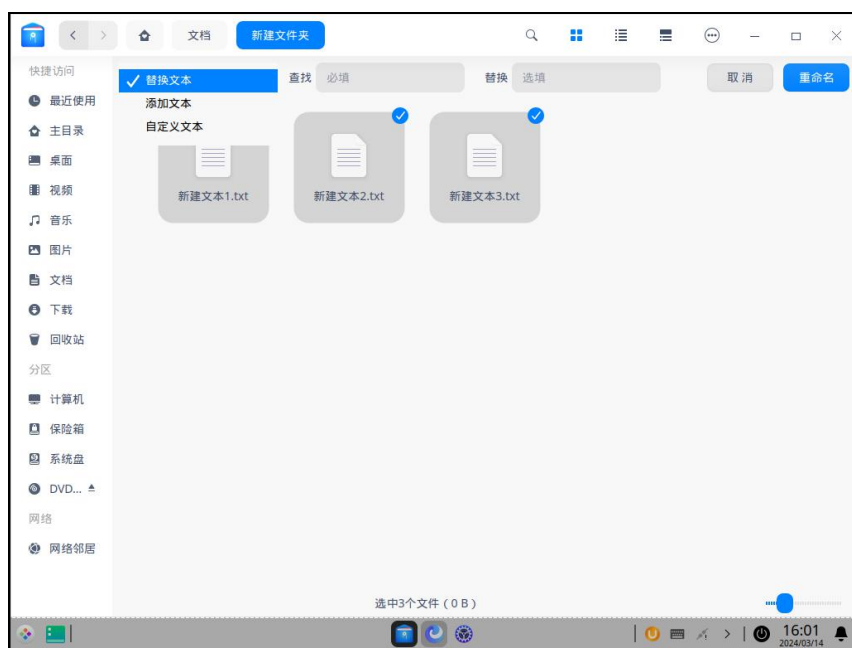 文档 新建文件夹
快捷访问
最近使用
主目录
桌面
视频
音乐
图片
文档
下载
回收站
分区
计算机
保险箱
系统盘
DVD...
网络
网络邻居
替换文本 查找 必填 替换 选填 取消 重命名
添加文本
自定义文本
新建文本1.txt 新建文本2.txt 新建文本3.txt
选中3个文件 ( 0 B )
16:01
2024/03/14